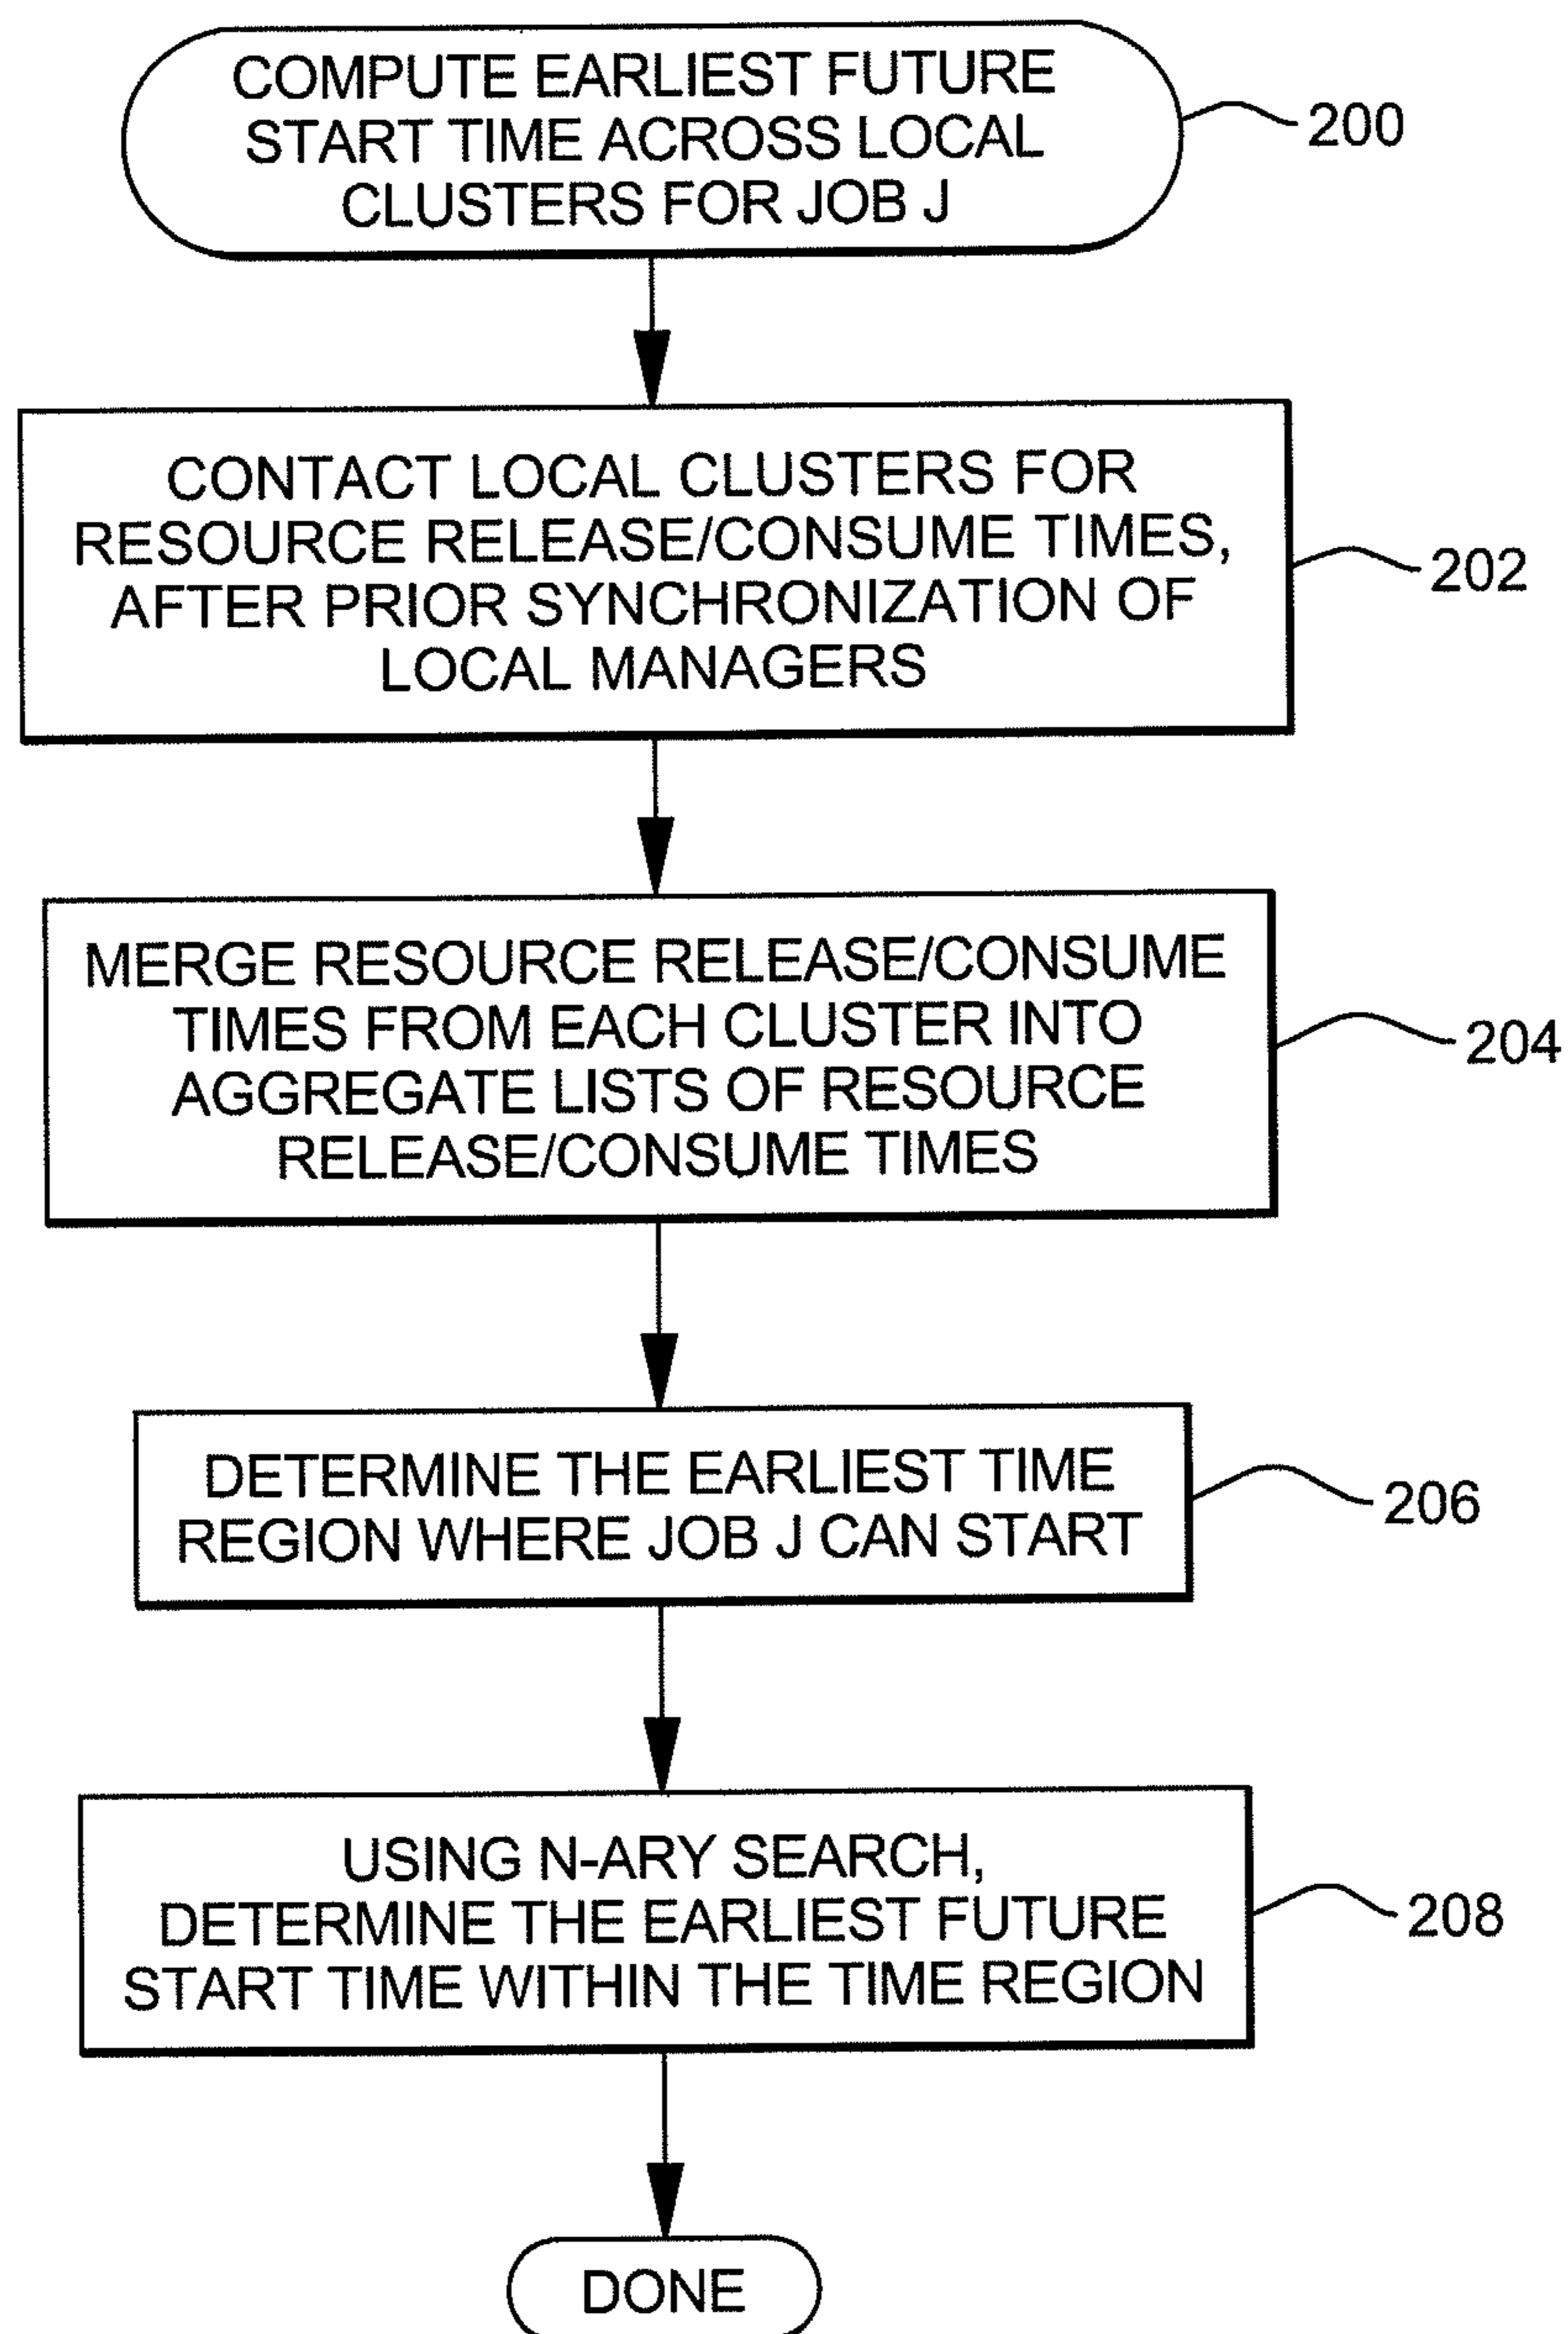 COMPUTE EARLIEST FUTURE
START TIME ACROSS LOCAL
CLUSTERS FOR JOB J
200
CONTACT LOCAL CLUSTERS FOR
RESOURCE RELEASE/CONSUME TIMES,
AFTER PRIOR SYNCHRONIZATION OF
LOCAL MANAGERS
202
MERGE RESOURCE RELEASE/CONSUME
TIMES FROM EACH CLUSTER INTO
AGGREGATE LISTS OF RESOURCE
RELEASE/CONSUME TIMES
204
DETERMINE THE EARLIEST TIME
REGION WHERE JOB J CAN START
206
USING N-ARY SEARCH,
DETERMINE THE EARLIEST FUTURE
START TIME WITHIN THE TIME REGION
208
DONE